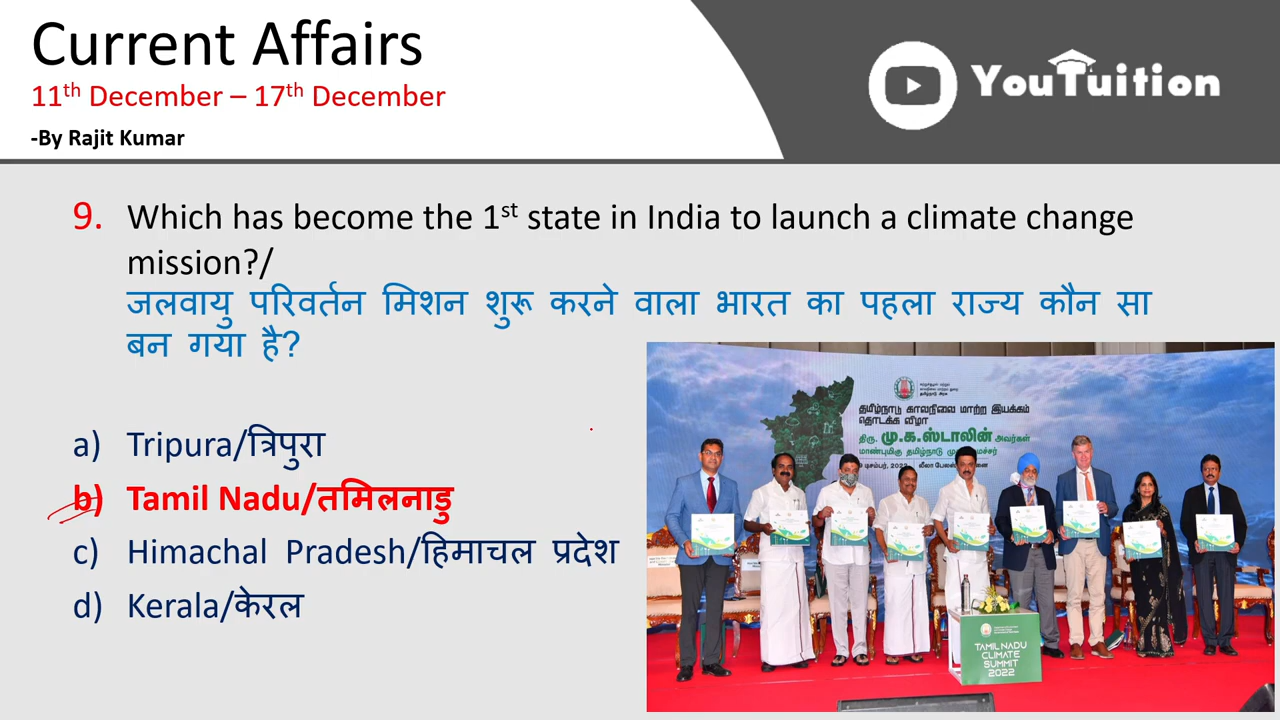 Current Affairs
11th December – 17th December
-By Rajit Kumar
YouTuition
9. Which has become the 1st state in India to launch a climate change
mission?/
जलवायु परिवर्तन मिशन शुरू करने वाला भारत का पहला राज्य कौन सा
बन गया है?
a) Tripura/त्रिपुरा
b) Tamil Nadu/तमिलनाडु
c) Himachal Pradesh/हिमाचल प्रदेश
d) Kerala/केरल
தமிழ்நாடு காலநிலை மாற்ற இயக்கம்
தொடக்க விழா
திரு. மு.க.ஸ்டாலின் அவர்கள்
மாண்புமிகு தமிழ்நாடு
TAMIL NADU
CLIMATE
SUMMIT
2022